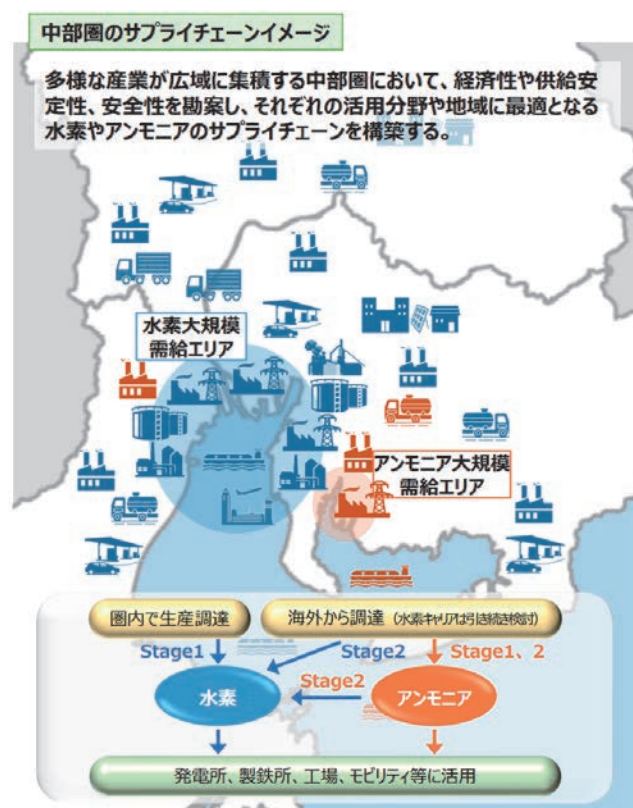 中部圏のサプライチェーンイメージ
多様な産業が広域に集積する中部圏において、経済性や供給安
定性、安全性を勘案し、それぞれの活用分野や地域に最適となる
水素やアンモニアのサプライチェーンを構築する。
水素大規模
需給エリア
アンモニア大規模
需給エリア
圏内で生産調達
海外から調達（水素キャリアは引き続き検討）
Stage1
Stage2
Stage1、2
Stage2
水素
アンモニア
発電所、製鉄所、工場、モビリティ等に活用